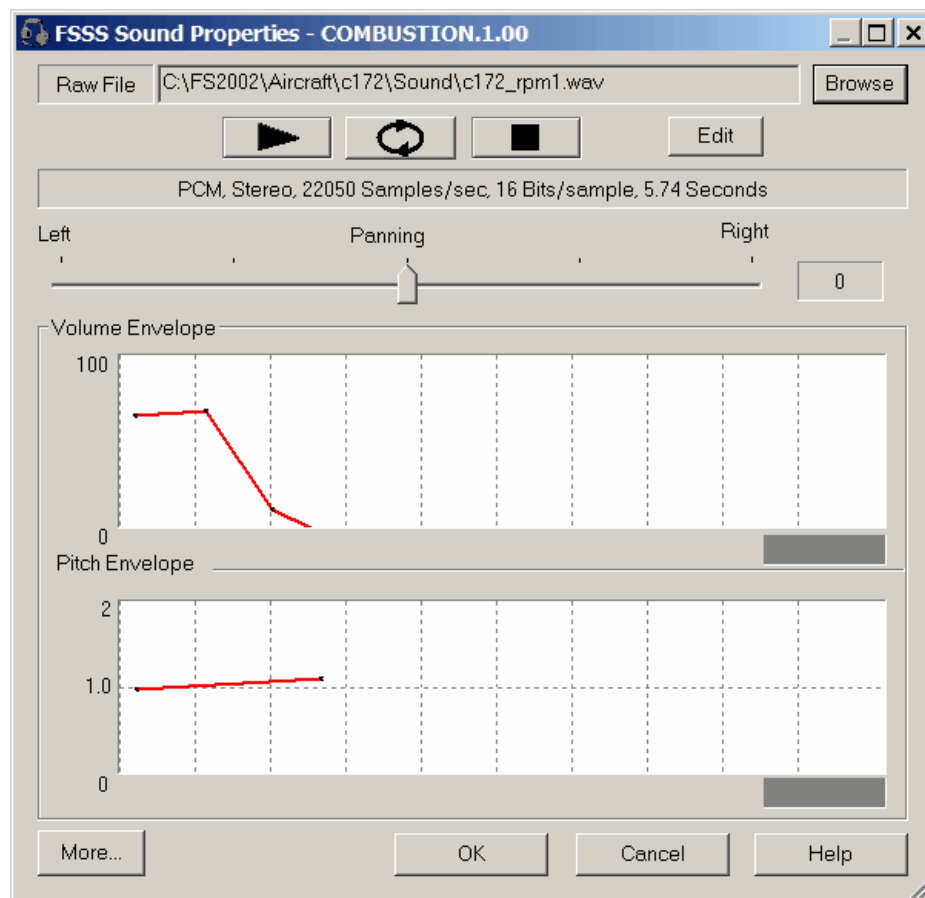 FSSS Sound Properties - COMBUSTION.1.00
Raw File C:\FS2002\Aircraft\c172\Sound\c172_rpm1.wav Browse
Edit
PCM, Stereo, 22050 Samples/sec, 16 Bits/sample, 5.74 Seconds
Left Panning Right
0
Volume Envelope
100
0
Pitch Envelope
2
1.0
0
More... OK Cancel Help